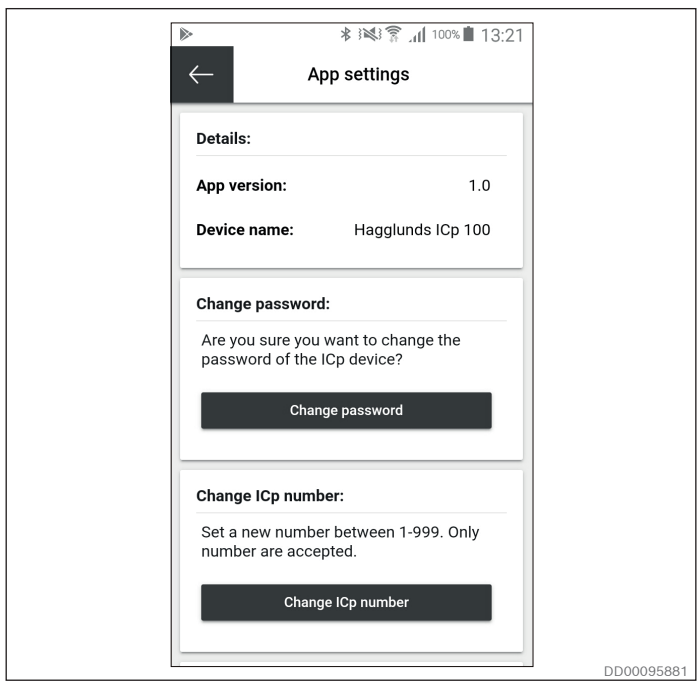 100% 13:21
App settings
Details:
App version: 1.0
Device name: Hagglunds ICp 100
Change password:
Are you sure you want to change the
password of the ICp device?
Change password
Change ICp number:
Set a new number between 1-999. Only
number are accepted.
Change ICp number
DD00095881